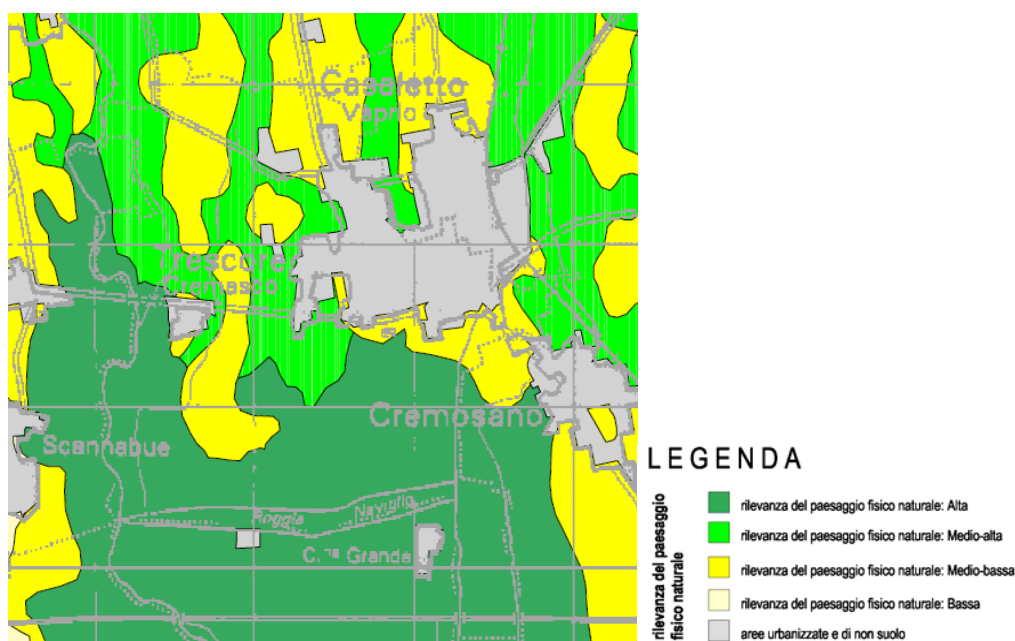 Casaletto
Vaprio
Trescore
Cremasco
Cremosano
Scannabue
Roggia Naviglio
C.na Grande
LEGENDA
rilevanza del paesaggio
fisico naturale
rilevanza del paesaggio fisico naturale: Alta
rilevanza del paesaggio fisico naturale: Medio-alta
rilevanza del paesaggio fisico naturale: Medio-bassa
rilevanza del paesaggio fisico naturale: Bassa
aree urbanizzate e di non suolo